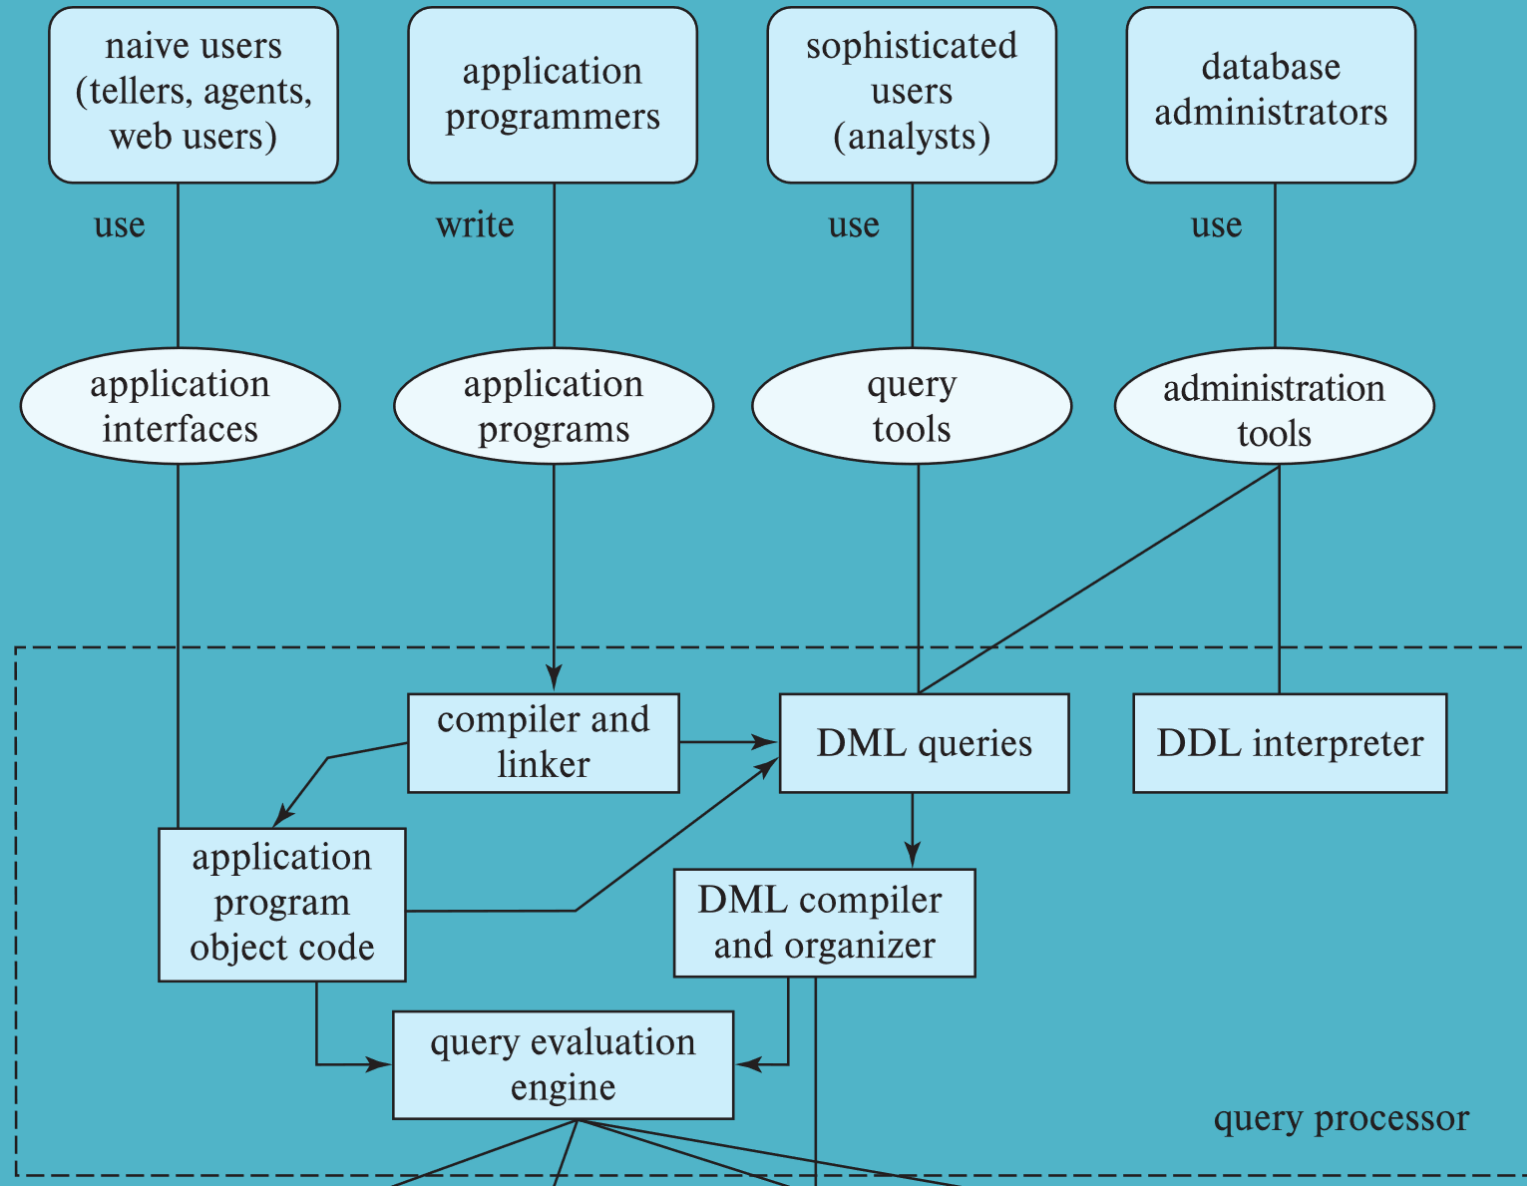 naive users
(tellers, agents,
web users)
application
programmers
sophisticated
users
(analysts)
database
administrators
use
write
use
use
application
interfaces
application
programs
query
tools
administration
tools
compiler and
linker
DML queries
DDL interpreter
application
program
object code
DML compiler
and organizer
query evaluation
engine
query processor